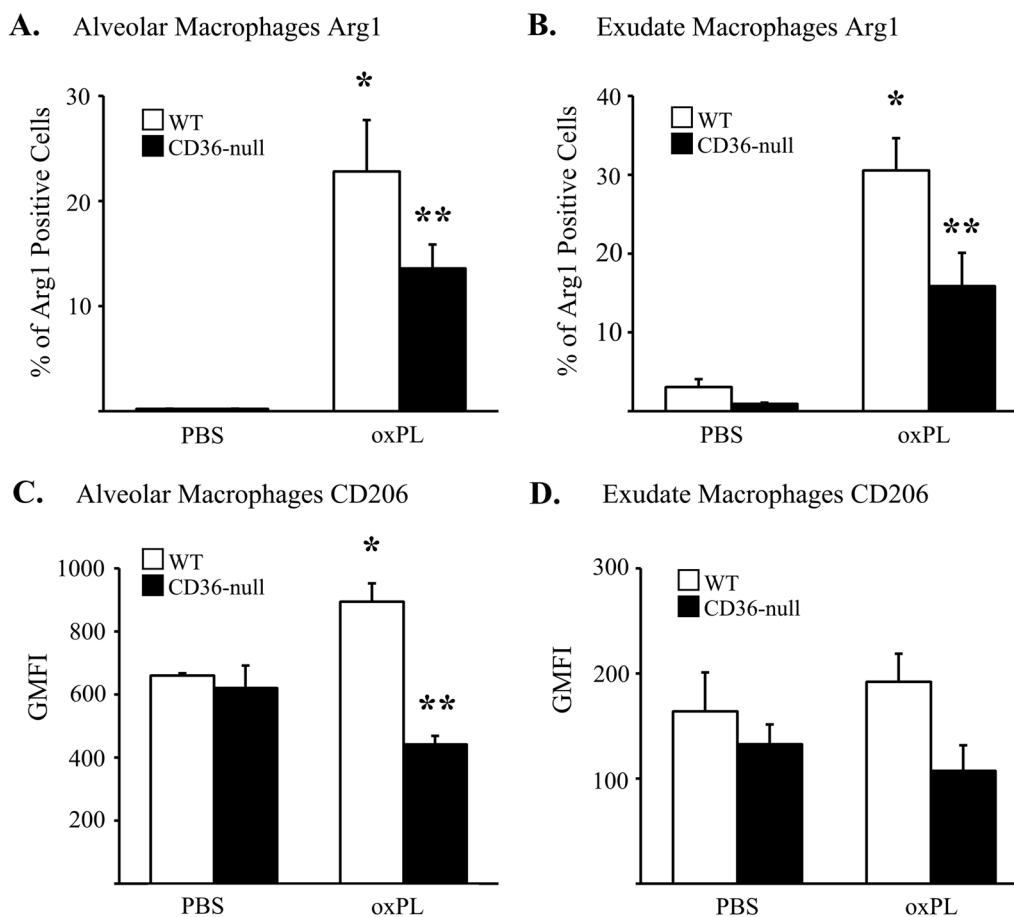 A. Alveolar Macrophages Arg1
% of Arg1 Positive Cells
30
20
10
WT
CD36-null
*
**
PBS
oxPL
B. Exudate Macrophages Arg1
% of Arg1 Positive Cells
40
30
20
10
WT
CD36-null
*
**
PBS
oxPL
C. Alveolar Macrophages CD206
GMFI
1000
800
600
400
200
WT
CD36-null
*
**
PBS
oxPL
D. Exudate Macrophages CD206
GMFI
300
200
100
WT
CD36-null
PBS
oxPL